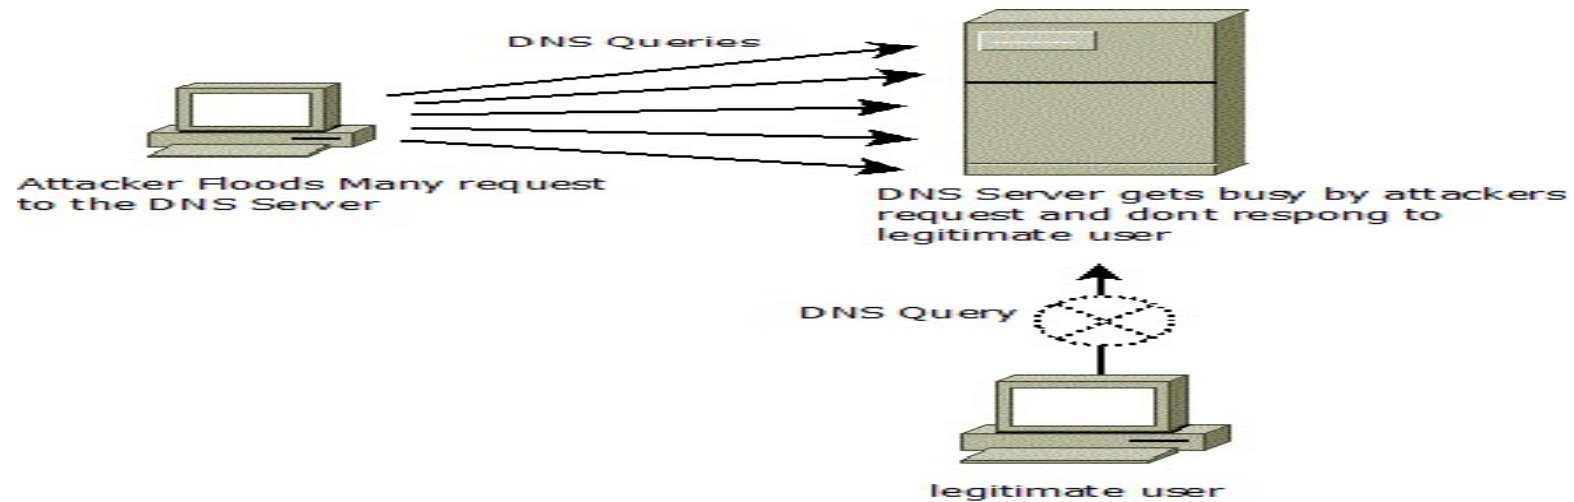 DNS Queries
Attacker Floods Many request
to the DNS Server
DNS Server gets busy by attackers
request and dont respong to
legitimate user
DNS Query
legitimate user